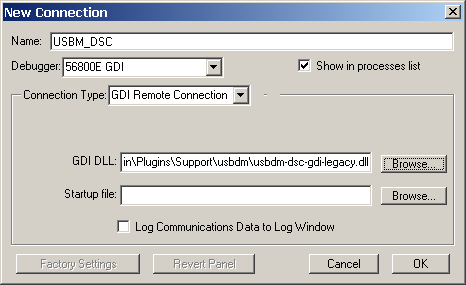 New Connection
Name: USBM_DSC
Debugger: 56800E GDI Show in processes list
Connection Type: GDI Remote Connection
GDI DLL: in\Plugins\Support\usbdm\usbdm-dsc-gdi-legacy.dll Browse...
Startup file: Browse...
Log Communications Data to Log Window
Factory Settings Revert Panel Cancel OK